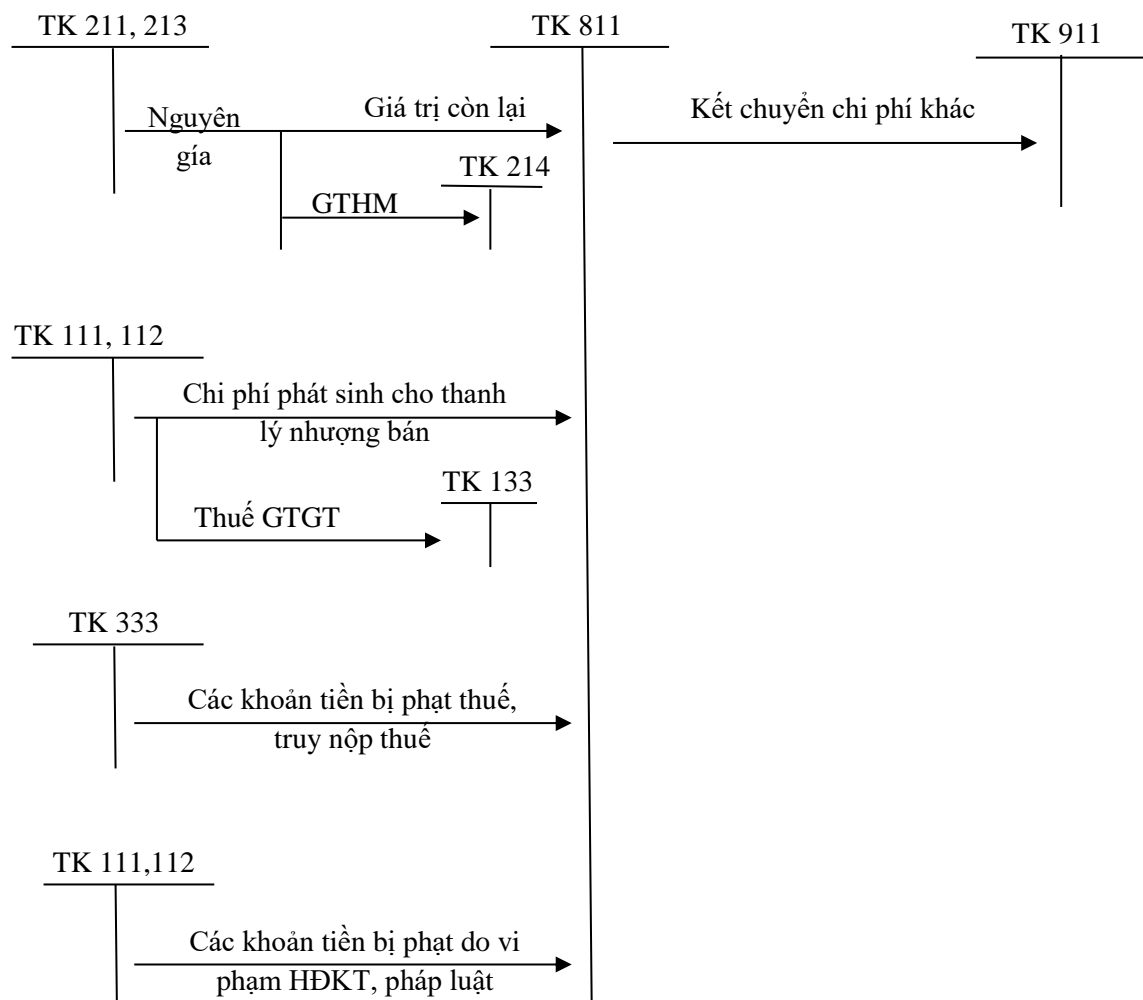 TK 211, 213
TK 811
TK 911
Nguyên
gía
Giá trị còn lại
Kết chuyển chi phí khác
TK 214
GTHM
TK 111, 112
Chi phí phát sinh cho thanh
lý nhượng bán
TK 133
Thuế GTGT
TK 333
Các khoản tiền bị phạt thuế,
truy nộp thuế
TK 111,112
Các khoản tiền bị phạt do vi
phạm HĐKT, pháp luật